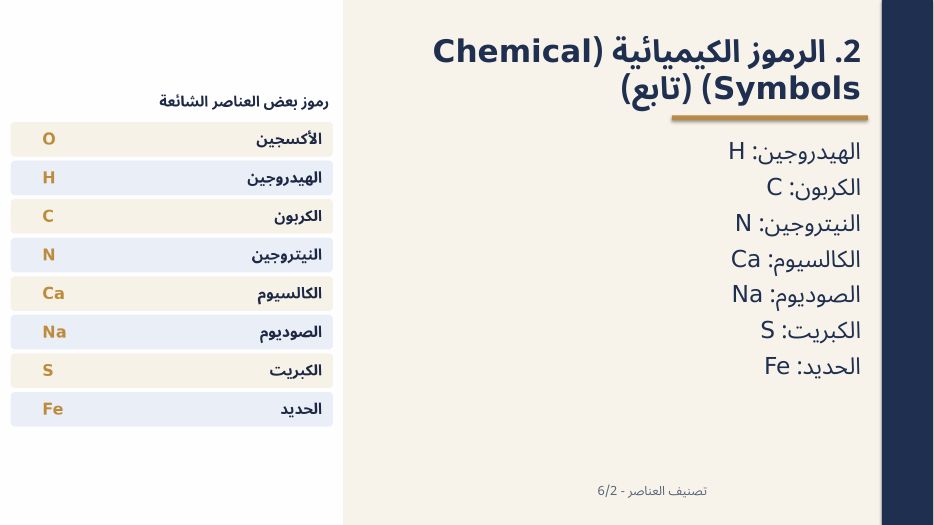 2. الرموز الكيميائية (Chemical
Symbols) (تابع)
الهيدروجين: H
الكربون: C
النيتروجين: N
الكالسيوم: Ca
الصوديوم: Na
الكبريت: S
الحديد: Fe
رموز بعض العناصر الشائعة
الأكسجين O
الهيدروجين H
الكربون C
النيتروجين N
الكالسيوم Ca
الصوديوم Na
الكبريت S
الحديد Fe
تصنيف العناصر - 6/2